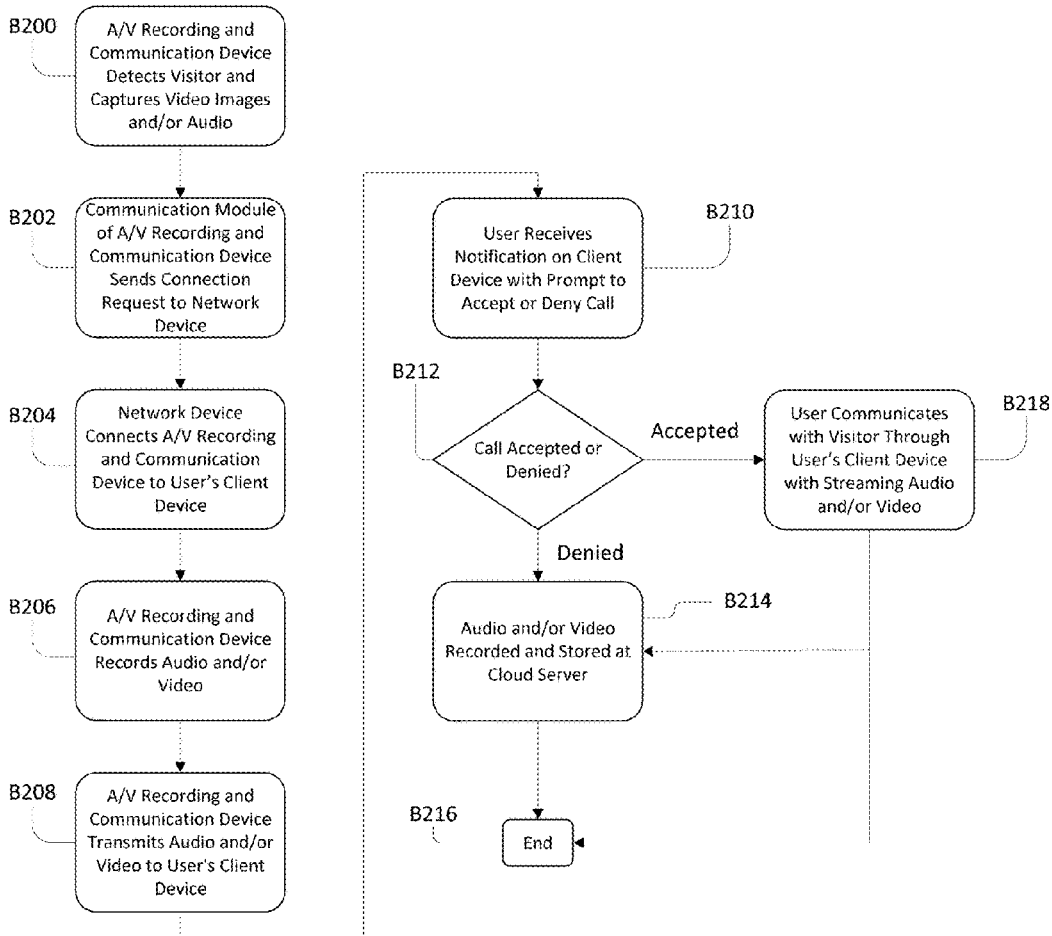 B200
A/V Recording and
Communication Device
Detects Visitor and
Captures Video Images
and/or Audio
B202
Communication Module
of A/V Recording and
Communication Device
Sends Connection
Request to Network
Device
B204
Network Device
Connects A/V Recording
and Communication
Device to User's Client
Device
B206
A/V Recording and
Communication Device
Records Audio and/or
Video
B208
A/V Recording and
Communication Device
Transmits Audio and/or
Video to User's Client
Device
B210
User Receives
Notification on Client
Device with Prompt to
Accept or Deny Call
B212
Call Accepted or
Denied?
Accepted
B218
User Communicates
with Visitor Through
User's Client Device
with Streaming Audio
and/or Video
Denied
B214
Audio and/or Video
Recorded and Stored at
Cloud Server
B216
End